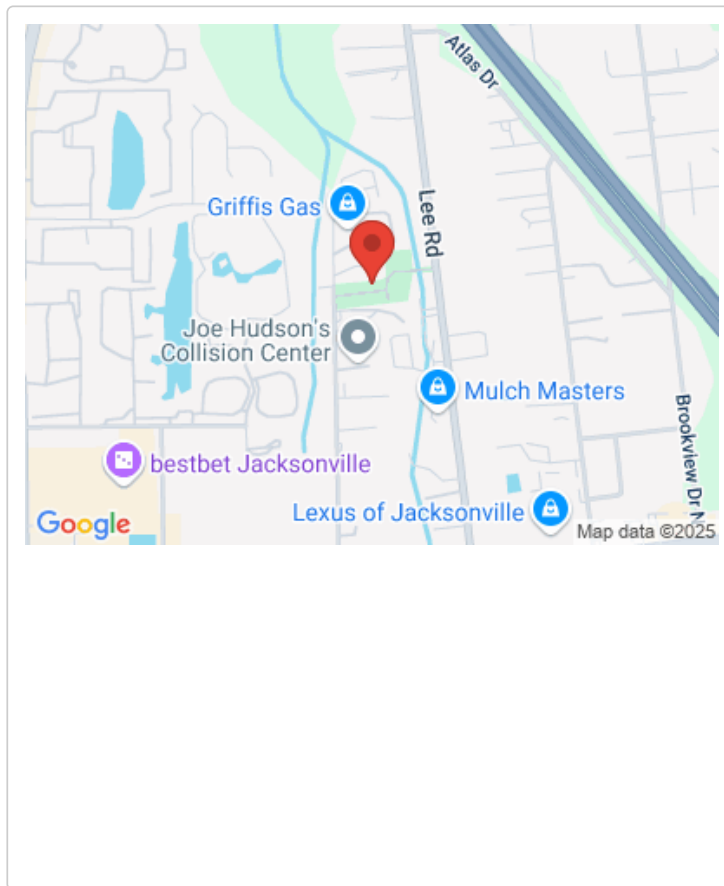 Atlas Dr
Lee Rd
Griffis Gas
Joe Hudson's
Collision Center
Mulch Masters
Brookview Dr N
bestbet Jacksonville
Lexus of Jacksonville
Google
Map data ©2025